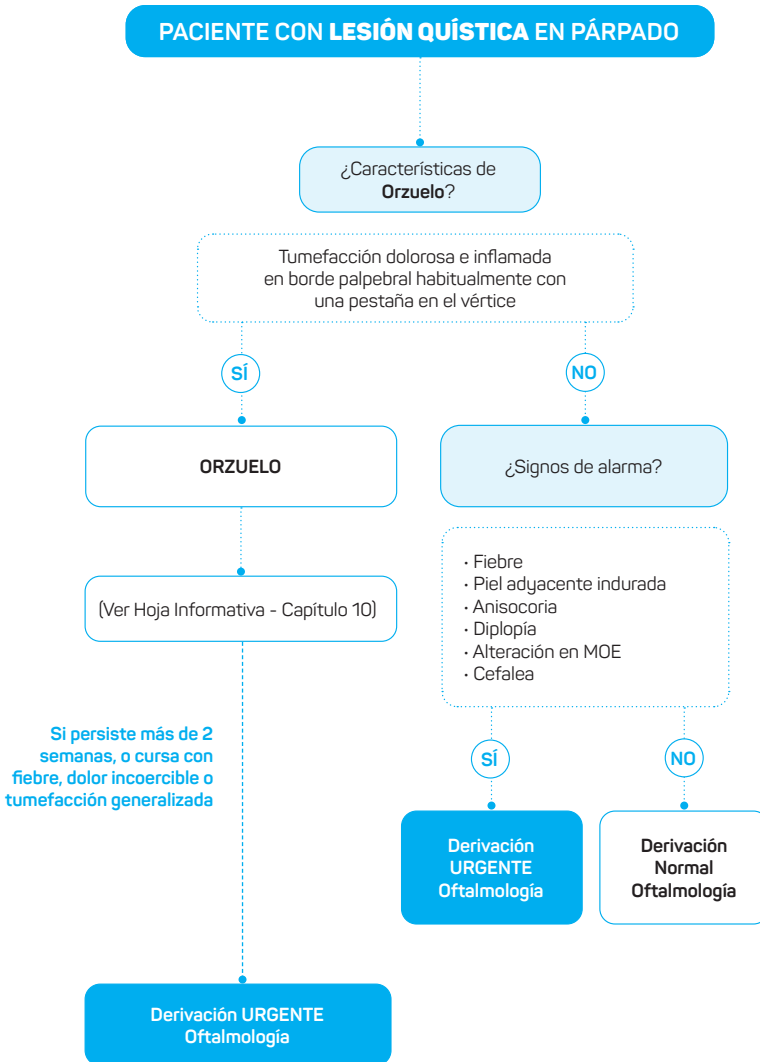 PACIENTE CON LESIÓN QUÍSTICA EN PÁRPADO
¿Características de
Orzuelo?
Tumefacción dolorosa e inflamada
en borde palpebral habitualmente con
una pestaña en el vértice
SÍ
NO
ORZUELO
¿Signos de alarma?
(Ver Hoja Informativa - Capítulo 10)
· Fiebre
· Piel adyacente indurada
· Anisocoria
· Diplopía
· Alteración en MOE
· Cefalea
Si persiste más de 2
semanas, o cursa con
fiebre, dolor incoercible o
tumefacción generalizada
SÍ
NO
Derivación
URGENTE
Oftalmología
Derivación
Normal
Oftalmología
Derivación URGENTE
Oftalmología